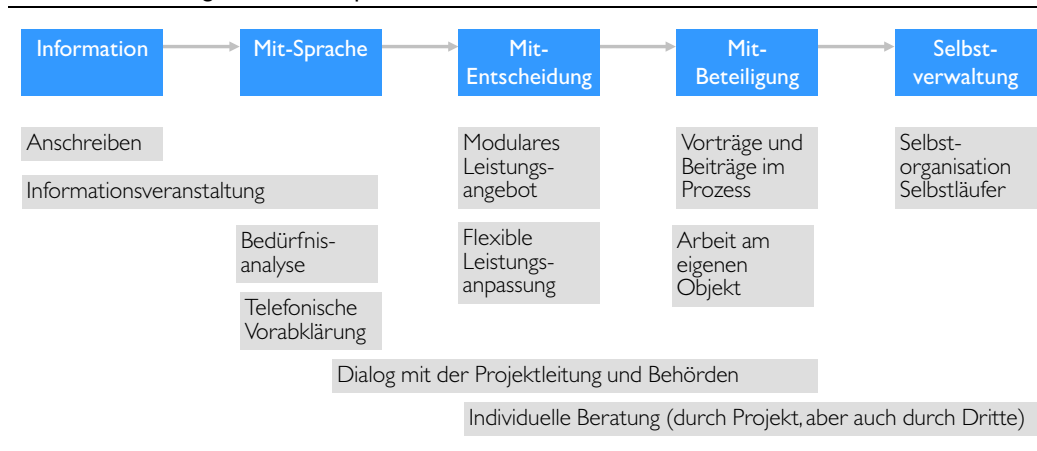 Information
Mit-Sprache
Mit-
Entscheidung
Mit-
Beteiligung
Selbst-
verwaltung
Anschreiben
Informationsveranstaltung
Bedürfnis-
analyse
Telefonische
Vorabklärung
Modulares
Leistungs-
angebot
Flexible
Leistungs-
anpassung
Vorträge und
Beiträge im
Prozess
Arbeit am
eigenen
Objekt
Selbst-
organisation
Selbstläufer
Dialog mit der Projektleitung und Behörden
Individuelle Beratung (durch Projekt, aber auch durch Dritte)